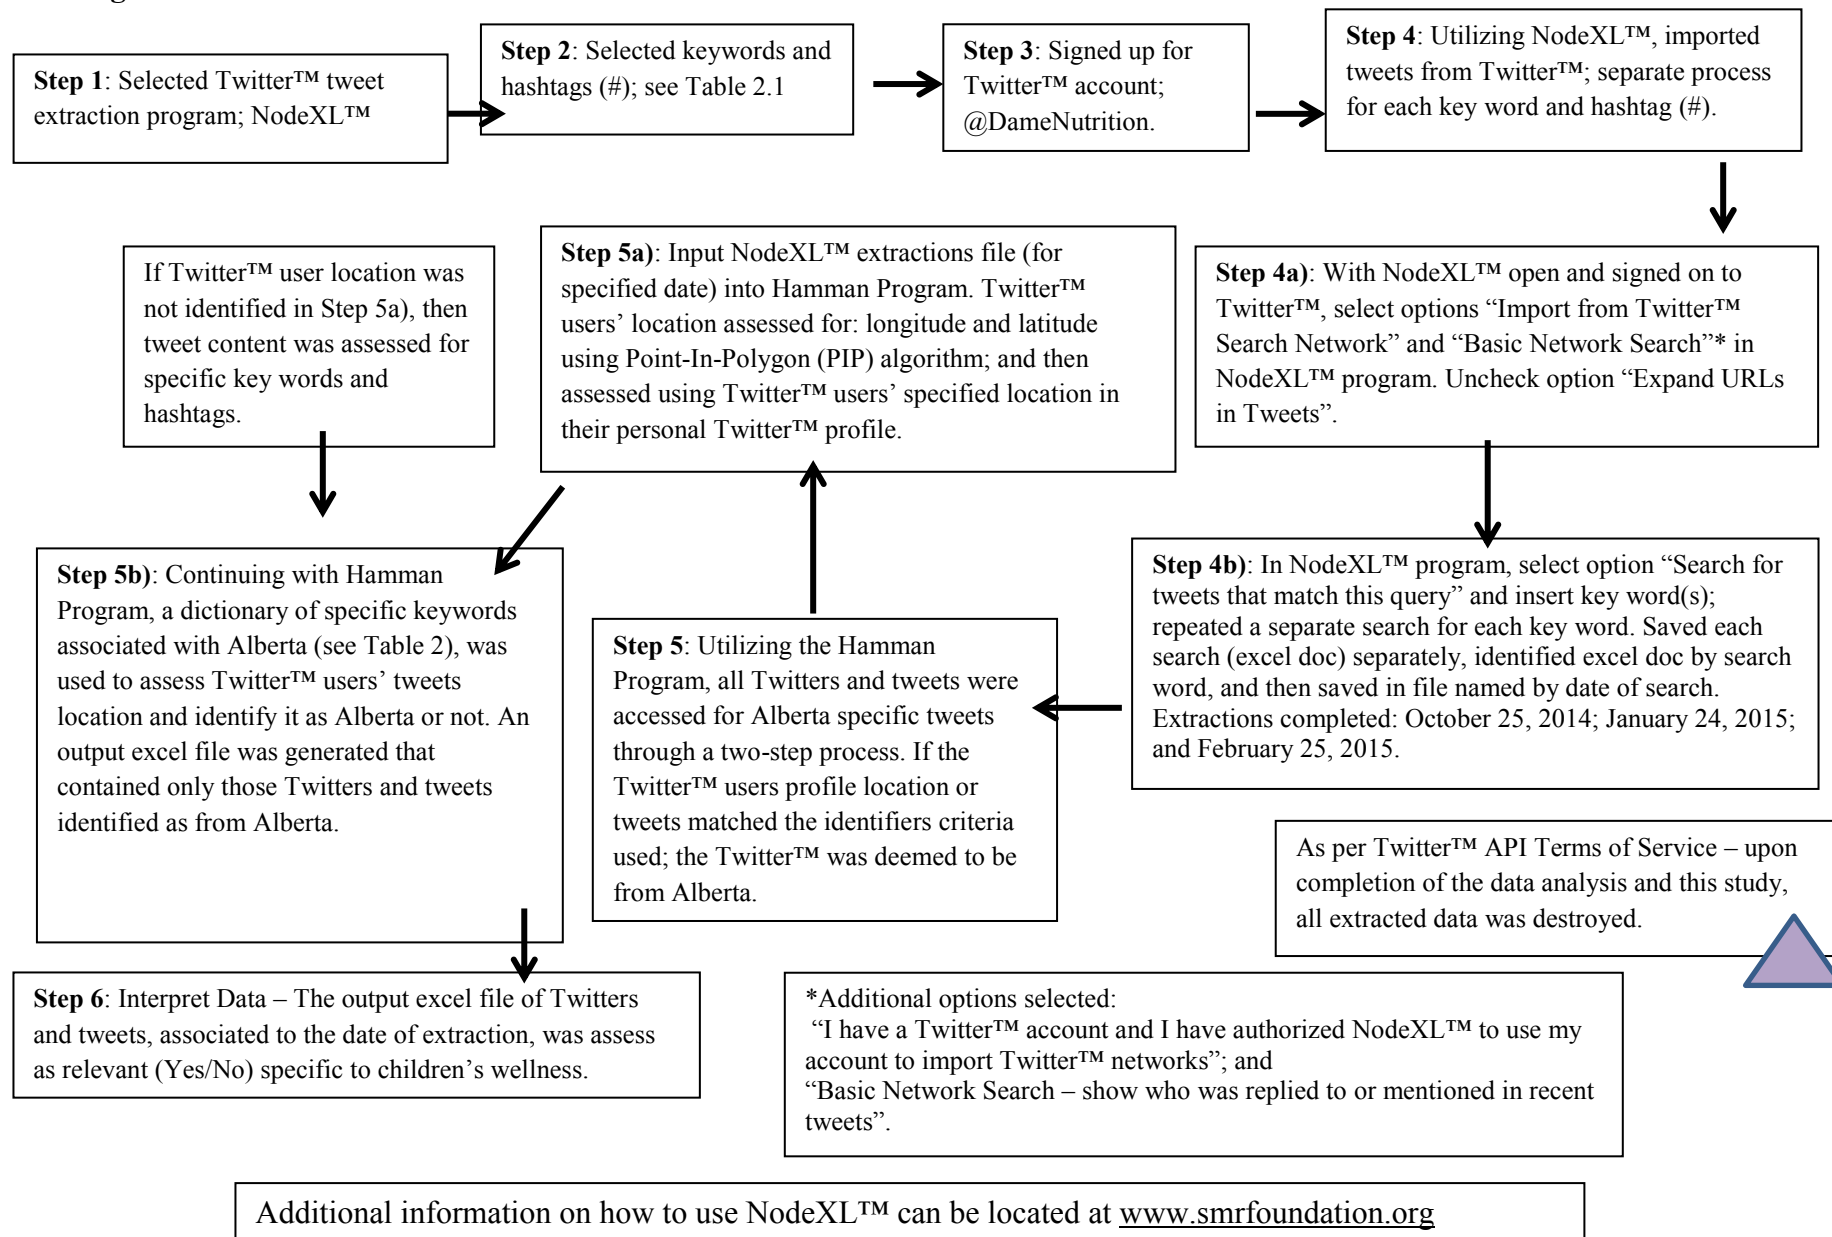 Step 1: Selected Twitter™ tweet
extraction program; NodeXL™
Step 2: Selected keywords and
hashtags (#); see Table 2.1
Step 3: Signed up for
Twitter™ account;
@DameNutrition.
Step 4: Utilizing NodeXL™, imported
tweets from Twitter™; separate process
for each key word and hashtag (#).
If Twitter™ user location was
not identified in Step 5a), then
tweet content was assessed for
specific key words and
hashtags.
Step 5a): Input NodeXL™ extractions file (for
specified date) into Hamman Program. Twitter™
users’ location assessed for: longitude and latitude
using Point-In-Polygon (PIP) algorithm; and then
assessed using Twitter™ users’ specified location in
their personal Twitter™ profile.
Step 4a): With NodeXL™ open and signed on to
Twitter™, select options “Import from Twitter™
Search Network” and “Basic Network Search”* in
NodeXL™ program. Uncheck option “Expand URLs
in Tweets”.
Step 5b): Continuing with Hamman
Program, a dictionary of specific keywords
associated with Alberta (see Table 2), was
used to assess Twitter™ users’ tweets
location and identify it as Alberta or not. An
output excel file was generated that
contained only those Twitters and tweets
identified as from Alberta.
Step 5: Utilizing the Hamman
Program, all Twitters and tweets were
accessed for Alberta specific tweets
through a two-step process. If the
Twitter™ users profile location or
tweets matched the identifiers criteria
used; the Twitter™ was deemed to be
from Alberta.
Step 4b): In NodeXL™ program, select option “Search for
tweets that match this query” and insert key word(s);
repeated a separate search for each key word. Saved each
search (excel doc) separately, identified excel doc by search
word, and then saved in file named by date of search.
Extractions completed: October 25, 2014; January 24, 2015;
and February 25, 2015.
As per Twitter™ API Terms of Service – upon
completion of the data analysis and this study,
all extracted data was destroyed.
Step 6: Interpret Data – The output excel file of Twitters
and tweets, associated to the date of extraction, was assess
as relevant (Yes/No) specific to children’s wellness.
*Additional options selected:
“I have a Twitter™ account and I have authorized NodeXL™ to use my
account to import Twitter™ networks”; and
“Basic Network Search – show who was replied to or mentioned in recent
tweets”.
Additional information on how to use NodeXL™ can be located at www.smrfoundation.org